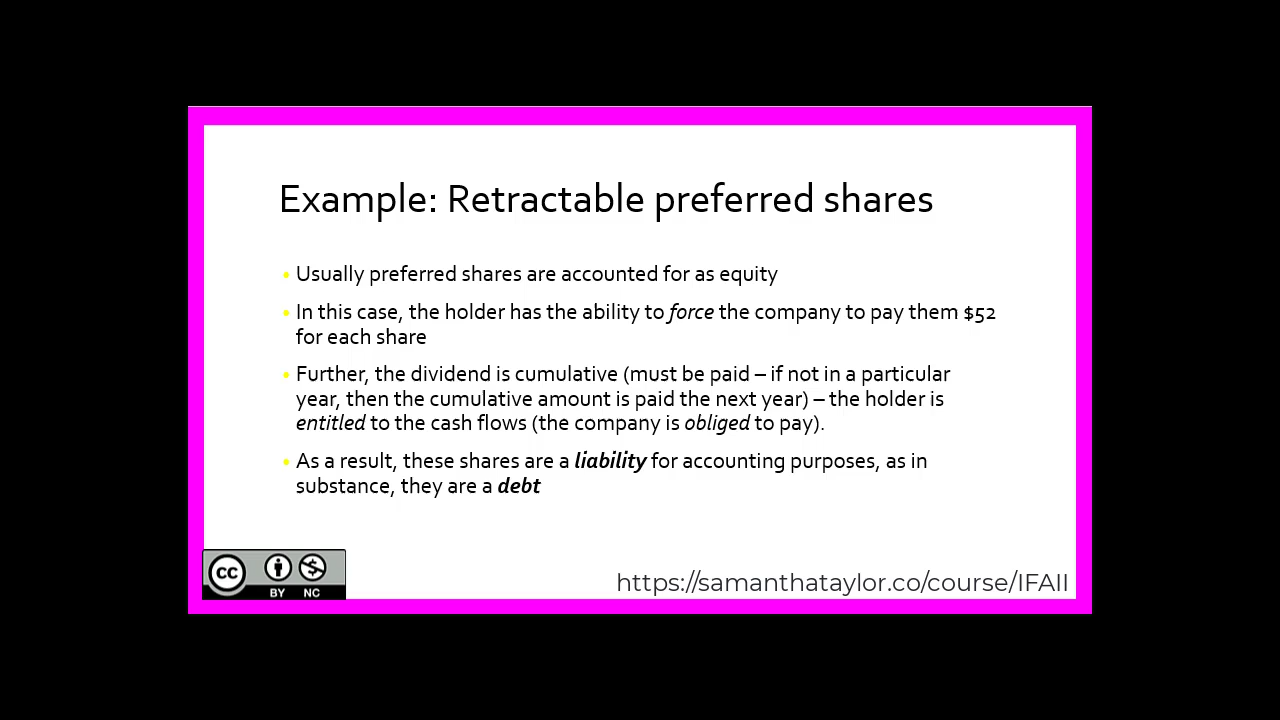 Example: Retractable preferred shares
• Usually preferred shares are accounted for as equity
• In this case, the holder has the ability to force the company to pay them $52
for each share
• Further, the dividend is cumulative (must be paid – if not in a particular
year, then the cumulative amount is paid the next year) – the holder is
entitled to the cash flows (the company is obliged to pay).
• As a result, these shares are a liability for accounting purposes, as in
substance, they are a debt
cc
BY NC
https://samanthataylor.co/course/IFAII